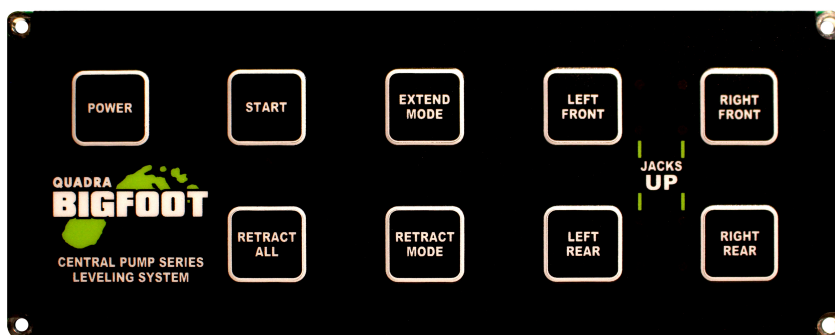 POWER
START
EXTEND
MODE
LEFT
FRONT
RIGHT
FRONT
JACKS
UP
QUADRA
BIGFOOT
CENTRAL PUMP SERIES
LEVELING SYSTEM
RETRACT
ALL
RETRACT
MODE
LEFT
REAR
RIGHT
REAR